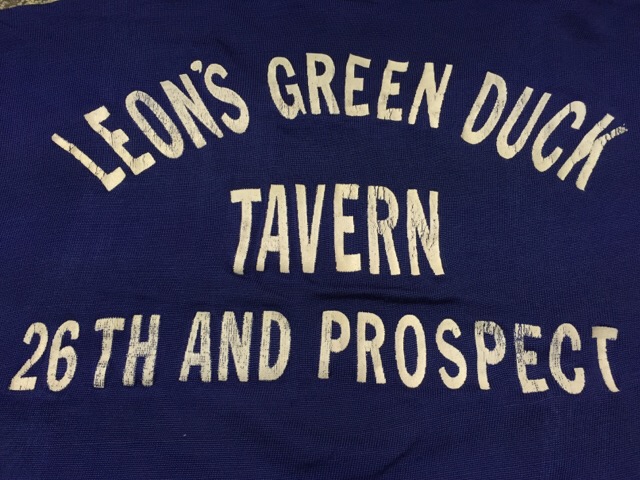 LEON'S GREEN DUCK
TAVERN
26TH AND PROSPECT